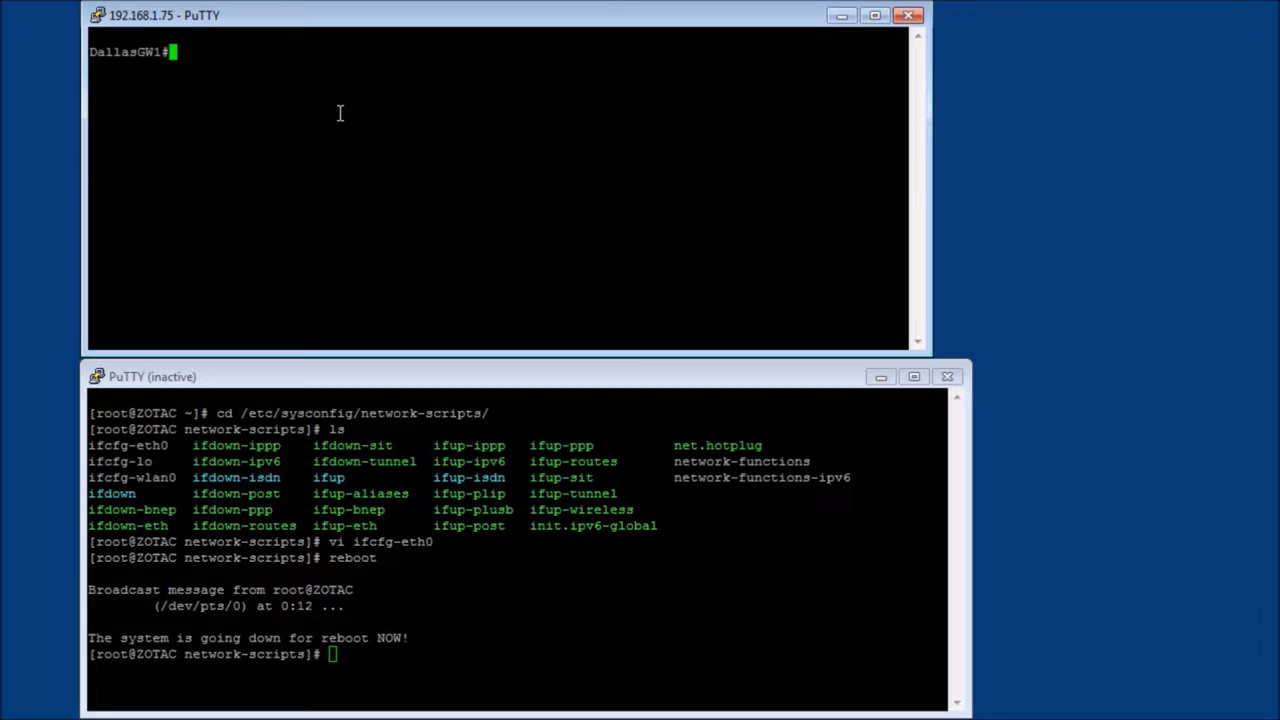 192.168.1.75 - PuTTY
DallasGW1#
PuTTY (inactive)
[root@ZOTAC ~]# cd /etc/sysconfig/network-scripts/
[root@ZOTAC network-scripts]# ls
ifcfg-eth0 ifdown-ippp ifdown-sit ifup-ippp ifup-ppp net.hotplug
ifcfg-lo ifdown-ipv6 ifdown-tunnel ifup-ipv6 ifup-routes network-functions
ifcfg-wlan0 ifdown-isdn ifup ifup-isdn ifup-sit network-functions-ipv6
ifdown ifdown-post ifup-aliases ifup-plip ifup-tunnel
ifdown-bnep ifdown-ppp ifup-bnep ifup-plusb ifup-wireless
ifdown-eth ifdown-routes ifup-eth ifup-post init.ipv6-global
[root@ZOTAC network-scripts]# vi ifcfg-eth0
[root@ZOTAC network-scripts]# reboot
Broadcast message from root@ZOTAC
(/dev/pts/0) at 0:12 ...
The system is going down for reboot NOW!
[root@ZOTAC network-scripts]#